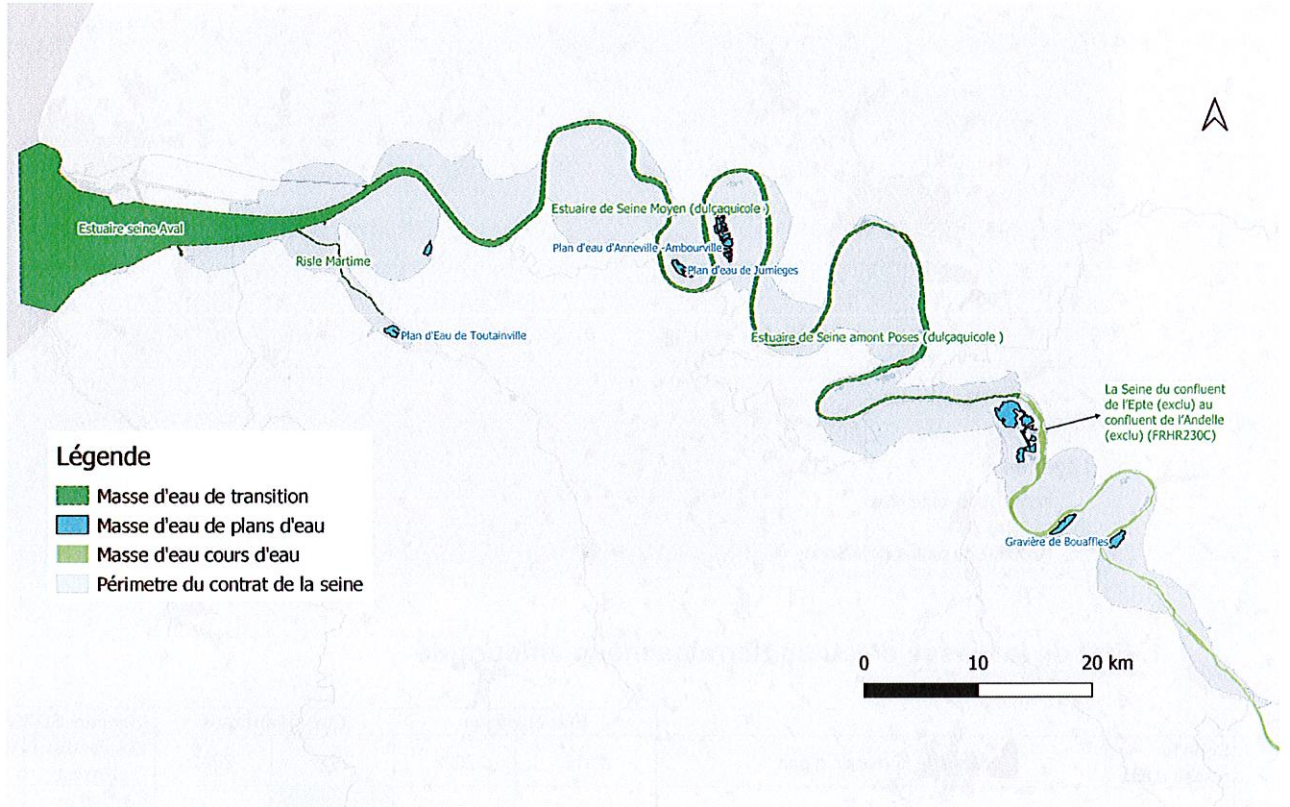 Estuaire seine Aval
Risle Martime
Plan d'Eau de Toutainville
Estuaire de Seine Moyen (dulçaquicole )
Plan d'eau d'Anneville -Ambourville
Plan d'eau de Jumieges
Estuaire de Seine amont Poses (dulçaquicole )
La Seine du confluent
de l'Epte (exclu) au
confluent de l'Andelle
(exclu) (FRHR230C)
Gravière de Bouaffles
Légende
Masse d'eau de transition
Masse d'eau de plans d'eau
Masse d'eau cours d'eau
Périmetre du contrat de la seine
0 10 20 km